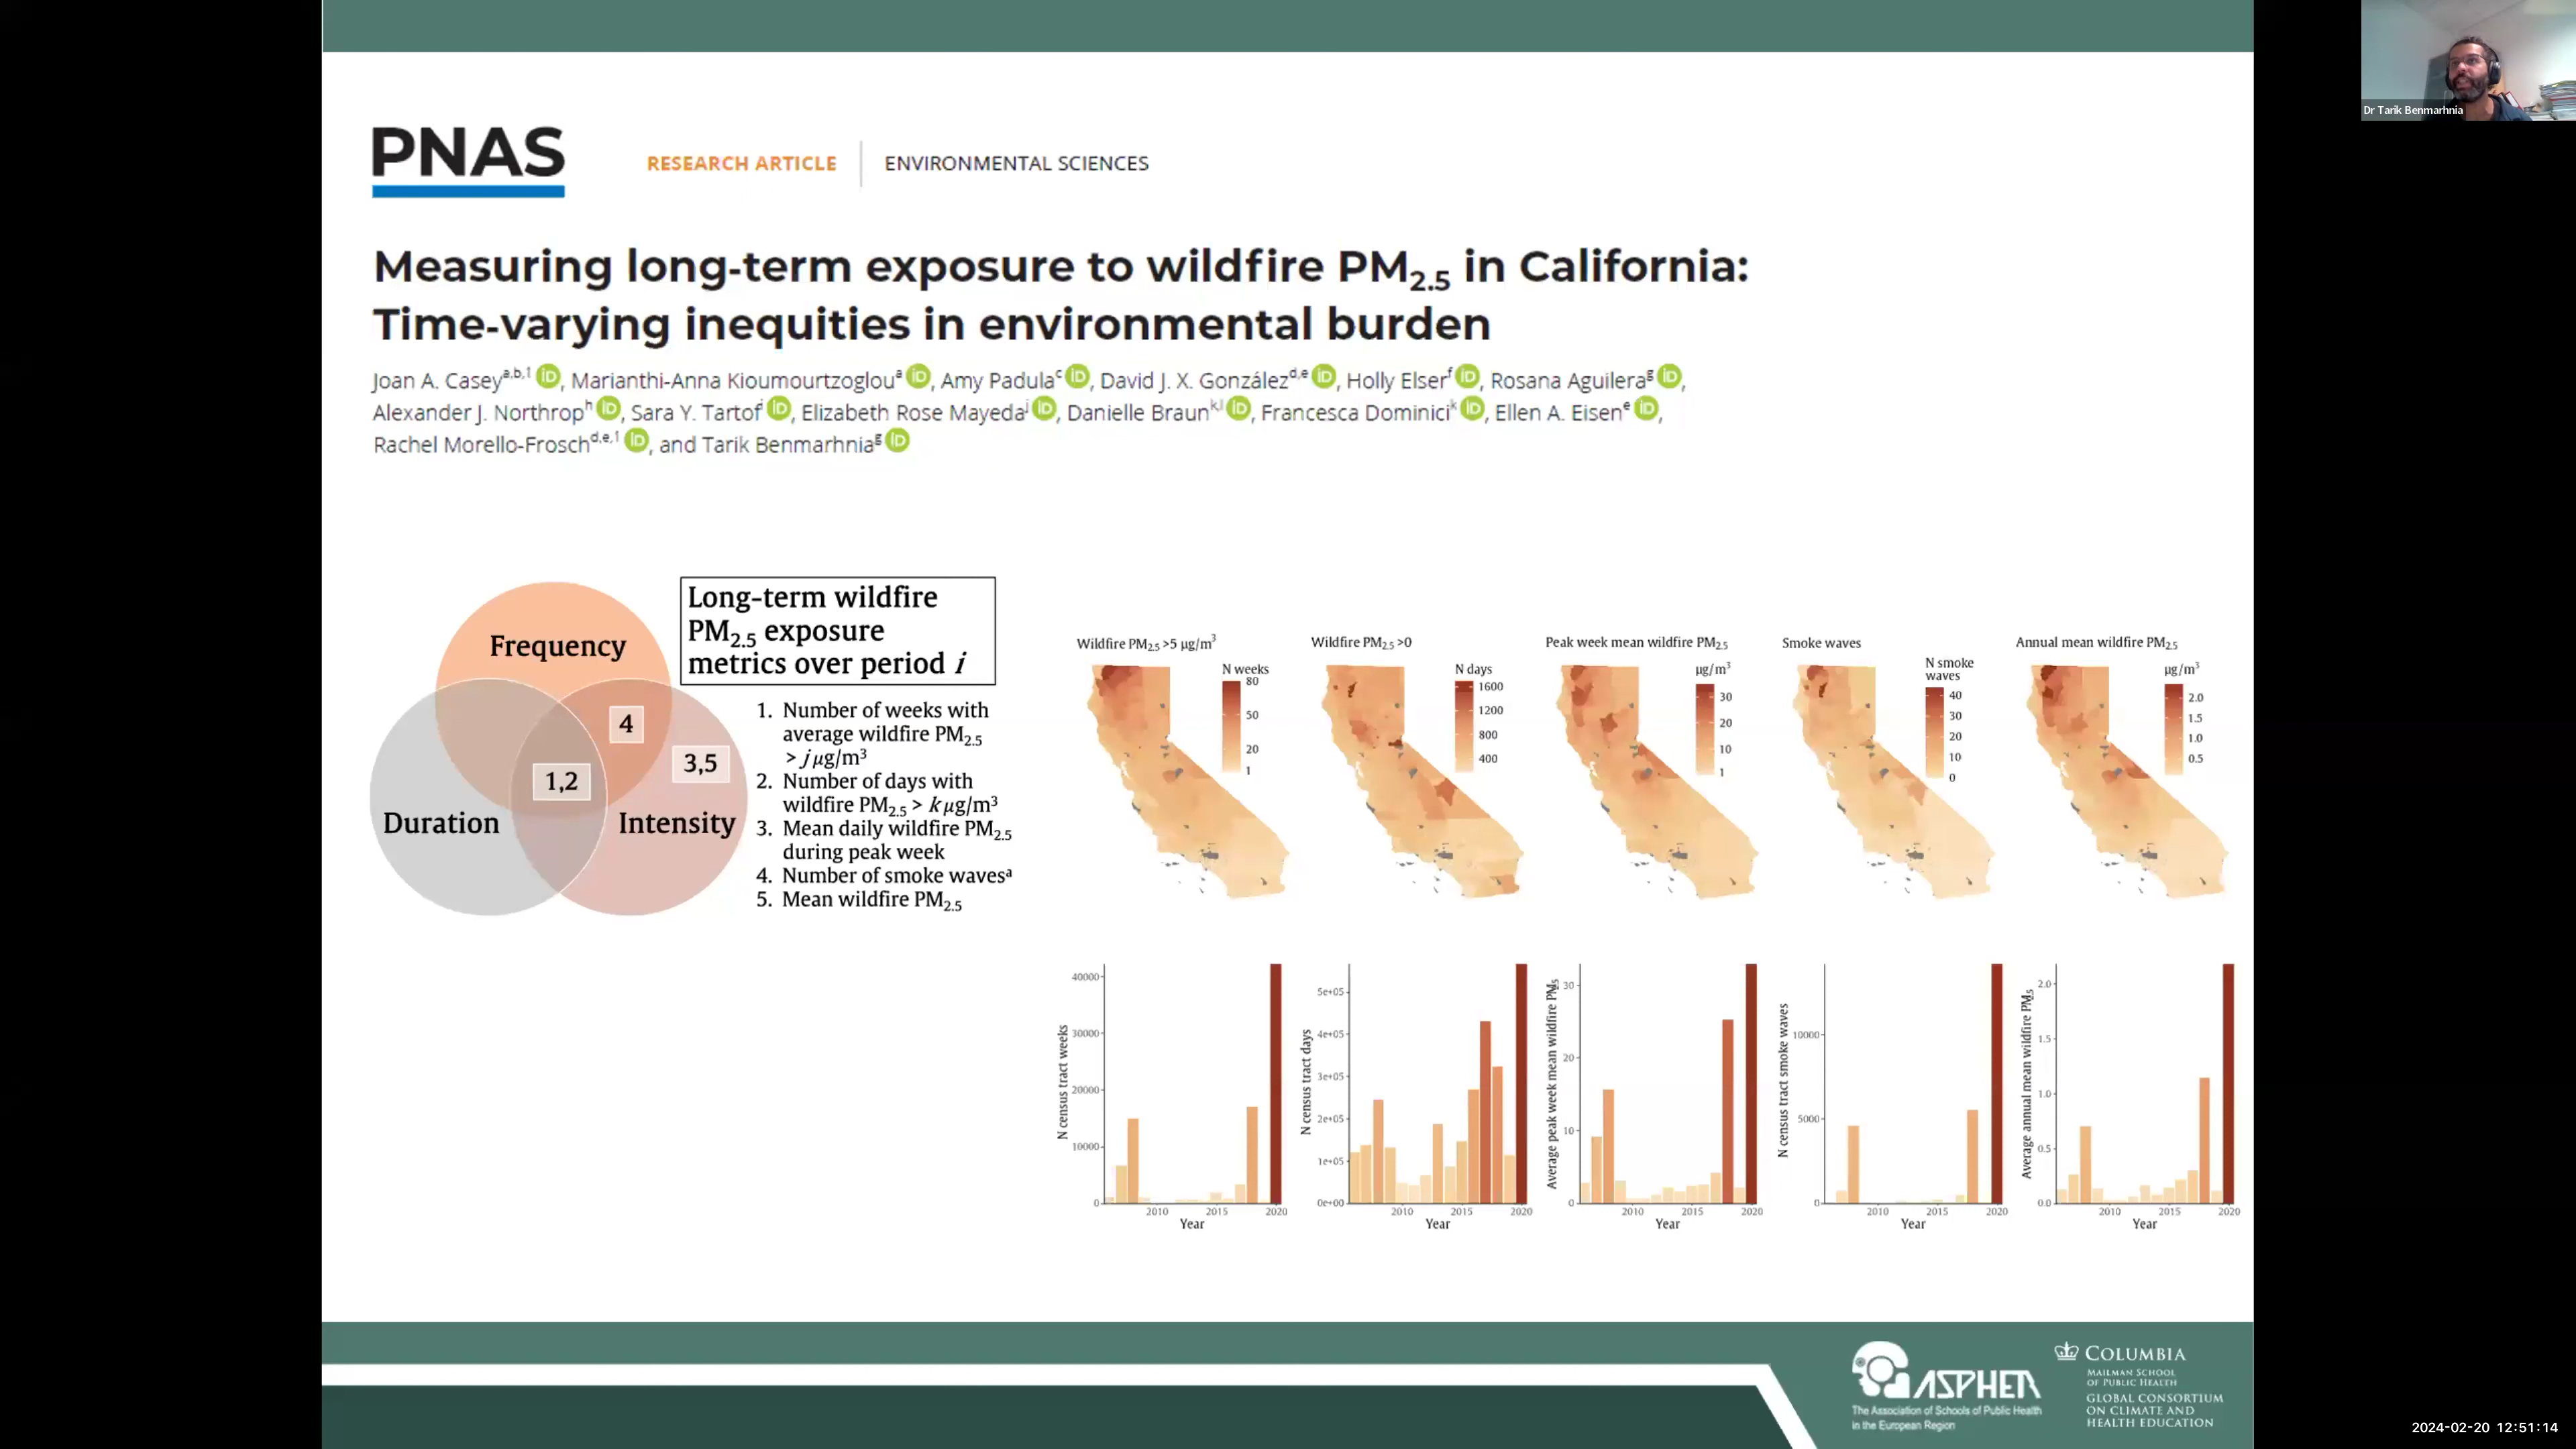 Dr Tarik Benmarhnia
PNAS
RESEARCH ARTICLE
ENVIRONMENTAL SCIENCES
Measuring long-term exposure to wildfire PM2.5 in California:
Time-varying inequities in environmental burden
Joan A. Casey a,b,1 iD, Marianthi-Anna Kioumourtzoglou a iD, Amy Padula c iD, David J. X. González d,e iD, Holly Elser f iD, Rosana Aguilera g iD,
Alexander J. Northrop h iD, Sara Y. Tartof i iD, Elizabeth Rose Mayeda j iD, Danielle Braun k,l iD, Francesca Dominici k iD, Ellen A. Eisen e iD,
Rachel Morello-Frosch d,e,1 iD, and Tarik Benmarhnia g iD
Frequency
Duration
Intensity
4
3,5
1,2
Long-term wildfire
PM2.5 exposure
metrics over period i
1. Number of weeks with
average wildfire PM2.5
> j μg/m³
2. Number of days with
wildfire PM2.5 > k μg/m³
3. Mean daily wildfire PM2.5
during peak week
4. Number of smoke wavesª
5. Mean wildfire PM2.5
Wildfire PM2.5 >5 μg/m³
N weeks
80
50
20
1
Wildfire PM2.5 >0
N days
1600
1200
800
400
Peak week mean wildfire PM2.5
μg/m³
30
20
10
1
Smoke waves
N smoke
waves
40
30
20
10
0
Annual mean wildfire PM2.5
μg/m³
2.0
1.5
1.0
0.5
N census tract weeks
40000
30000
20000
10000
0
2010 2015 2020
Year
N census tract days
5e+05
4e+05
3e+05
2e+05
1e+05
0e+00
2010 2015 2020
Year
Average peak week mean wildfire PM2.5
30
20
10
0
2010 2015 2020
Year
N census tract smoke waves
10000
5000
0
2010 2015 2020
Year
Average annual mean wildfire PM2.5
2.0
1.5
1.0
0.5
0.0
2010 2015 2020
Year
ASPHER
The Association of Schools of Public Health
in the European Region
COLUMBIA
MAILMAN SCHOOL
OF PUBLIC HEALTH
GLOBAL CONSORTIUM
ON CLIMATE AND
HEALTH EDUCATION
2024-02-20 12:51:14